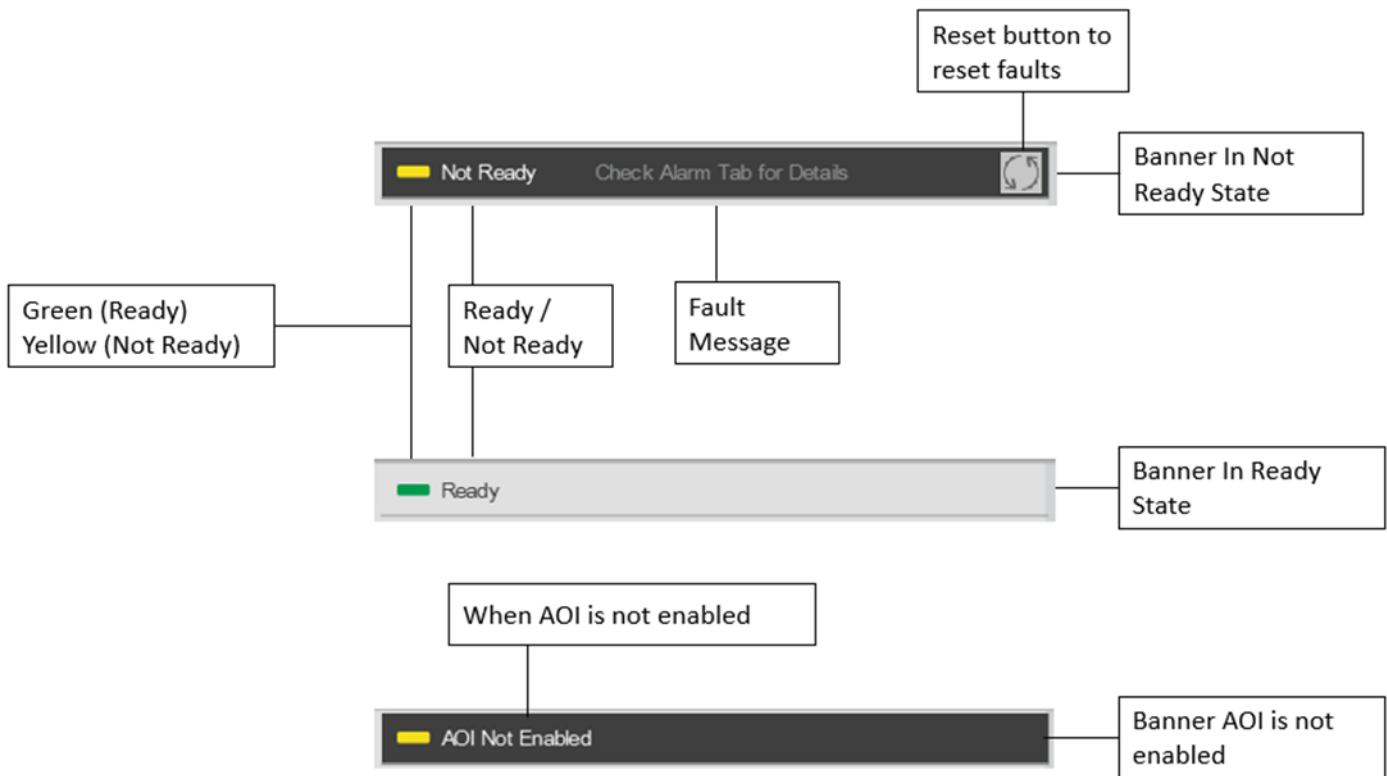 Reset button to
reset faults
Not Ready
Check Alarm Tab for Details
Banner In Not
Ready State
Green (Ready)
Yellow (Not Ready)
Ready /
Not Ready
Fault
Message
Ready
Banner In Ready
State
When AOI is not enabled
AOI Not Enabled
Banner AOI is not
enabled